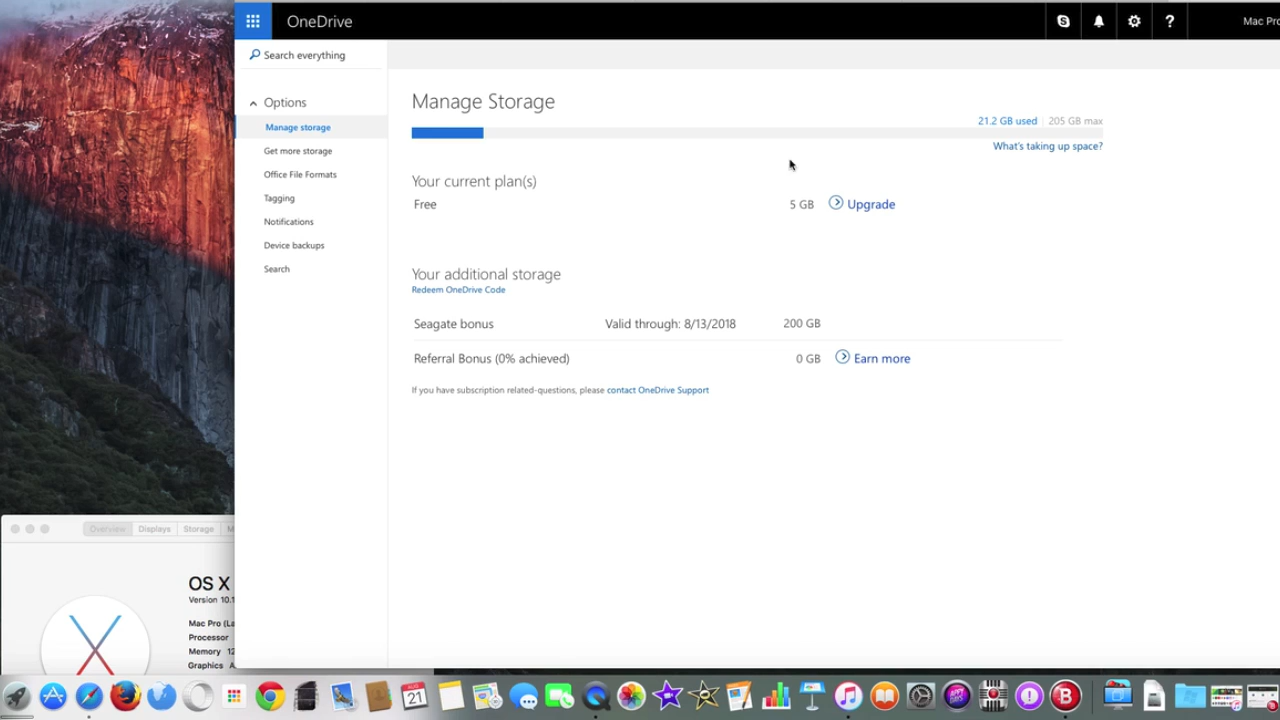 OneDrive
Mac Pro
Search everything
Options
Manage storage
Get more storage
Office File Formats
Tagging
Notifications
Device backups
Search
Manage Storage
21.2 GB used 205 GB max
What's taking up space?
Your current plan(s)
Free 5 GB Upgrade
Your additional storage
Redeem OneDrive Code
Seagate bonus Valid through: 8/13/2018 200 GB
Referral Bonus (0% achieved) 0 GB Earn more
If you have subscription related-questions, please contact OneDrive Support
Overview Displays Storage M
OS X
Version 10.1
Mac Pro (La
Processor
Memory 12
Graphics A
AUG
21